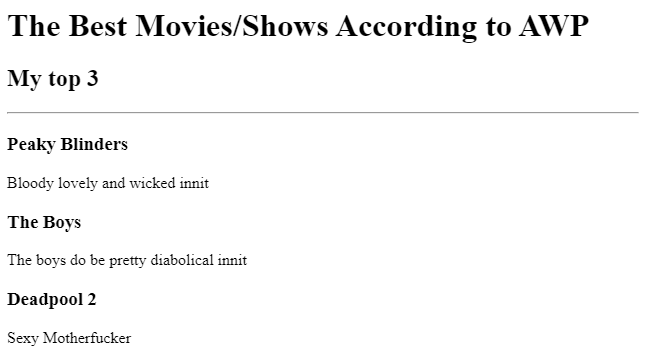 The Best Movies/Shows According to AWP
My top 3
Peaky Blinders
Bloody lovely and wicked innit
The Boys
The boys do be pretty diabolical innit
Deadpool 2
Sexy Motherfucker